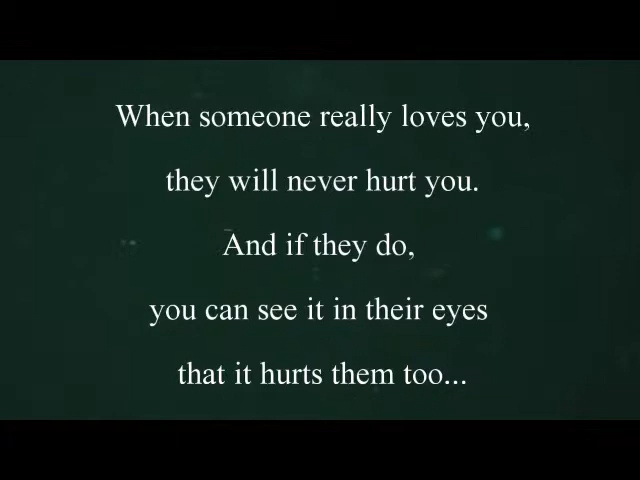 When someone really loves you,
they will never hurt you.
And if they do,
you can see it in their eyes
that it hurts them too...